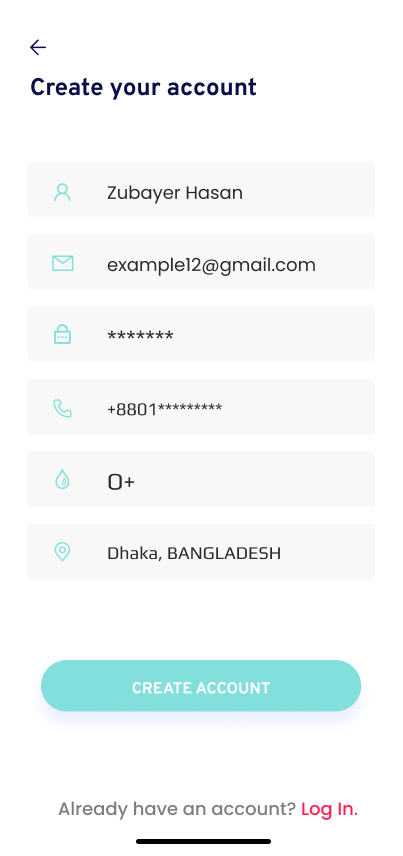 Create your account
Zubayer Hasan
example12@gmail.com
*******
+8801*********
O+
Dhaka, BANGLADESH
CREATE ACCOUNT
Already have an account? Log In.